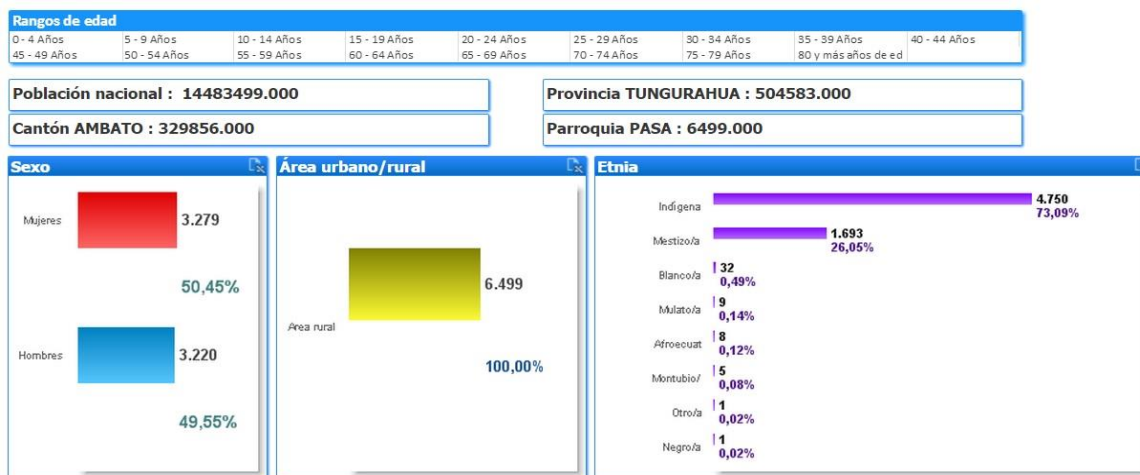 Rangos de edad
0 - 4 Años 5 - 9 Años 10 - 14 Años 15 - 19 Años 20 - 24 Años 25 - 29 Años 30 - 34 Años 35 - 39 Años 40 - 44 Años
45 - 49 Años 50 - 54 Años 55 - 59 Años 60 - 64 Años 65 - 69 Años 70 - 74 Años 75 - 79 Años 80 y más años de ed
Población nacional : 14483499.000
Provincia TUNGURAHUA : 504583.000
Cantón AMBATO : 329856.000
Parroquia PASA : 6499.000
Sexo
Mujeres
3.279
50,45%
Hombres
3.220
49,55%
Área urbano/rural
Area rural
6.499
100,00%
Etnia
Indígena
4.750
73,09%
Mestizo/a
1.693
26,05%
Blanco/a
32
0,49%
Mulato/a
9
0,14%
Afroecuat
8
0,12%
Montubio/
5
0,08%
Otro/a
1
0,02%
Negro/a
1
0,02%